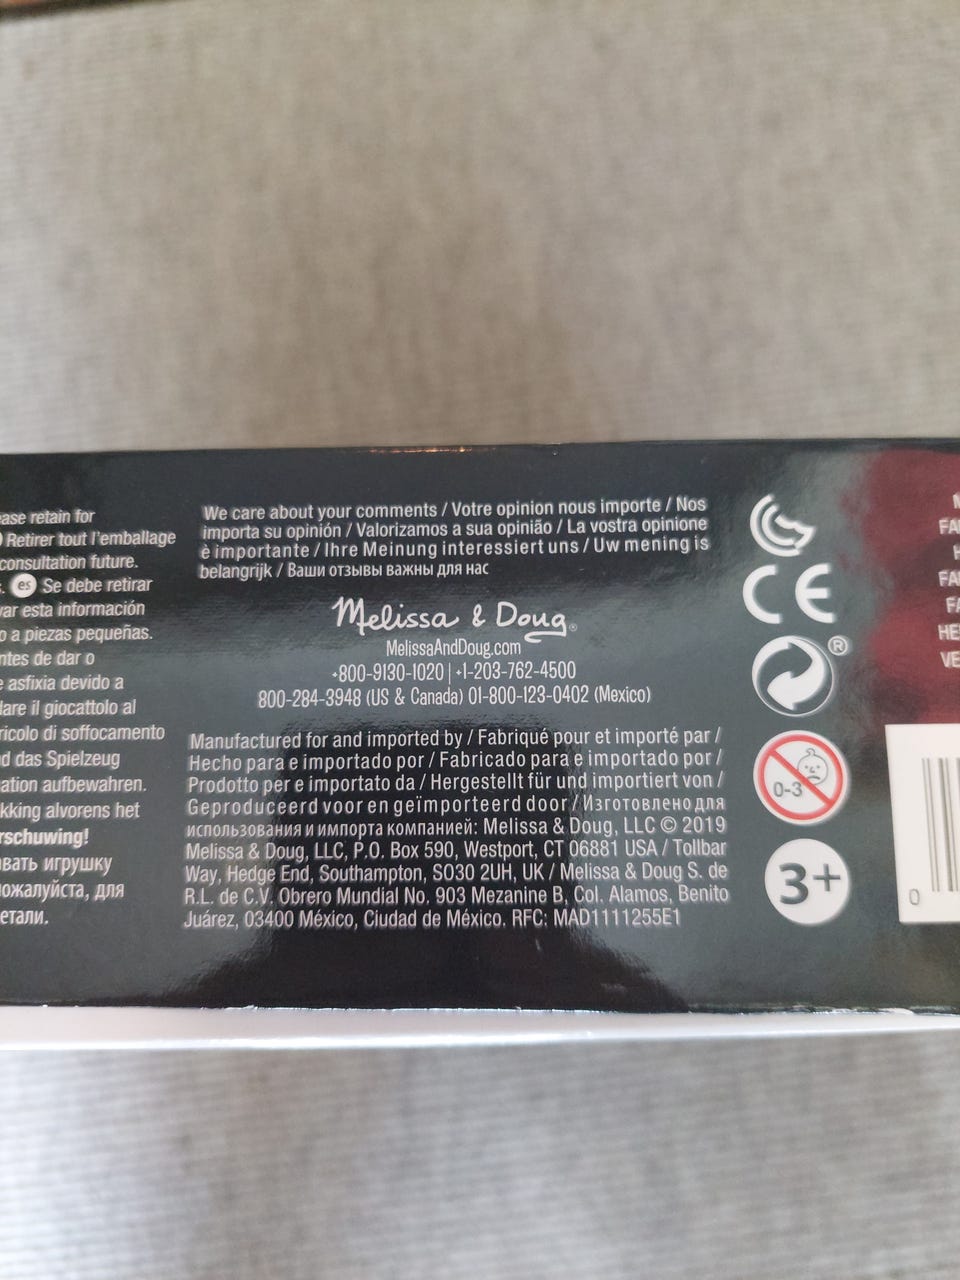 ase retain for
Retirer tout l'emballage
consultation future.
es Se debe retirar
var esta información
o a piezas pequeñas.
ntes de dar o
e asfixia devido a
dare il giocattolo al
ricolo di soffocamento
nd das Spielzeug
ation aufbewahren.
kking alvorens het
rschuwing!
вать игрушку
ожалуйста, для
етали.
We care about your comments / Votre opinion nous importe / Nos
importa su opinión / Valorizamos a sua opinião / La vostra opinione
è importante / Ihre Meinung interessiert uns / Uw mening is
belangrijk / Ваши отзывы важны для нас
Melissa & Doug®
MelissaAndDoug.com
+800-9130-1020 | +1-203-762-4500
800-284-3948 (US & Canada) 01-800-123-0402 (Mexico)
Manufactured for and imported by / Fabriqué pour et importé par /
Hecho para e importado por / Fabricado para e importado por /
Prodotto per e importato da / Hergestellt für und importiert von /
Geproduceerd voor en geïmporteerd door / Изготовлено для
использования и импорта компанией: Melissa & Doug, LLC © 2019
Melissa & Doug, LLC, P.O. Box 590, Westport, CT 06881 USA / Tollbar
Way, Hedge End, Southampton, SO30 2UH, UK / Melissa & Doug S. de
R.L. de C.V. Obrero Mundial No. 903 Mezanine B, Col. Alamos, Benito
Juárez, 03400 México, Ciudad de México. RFC: MAD1111255E1
CE
®
0-3
3+
M
FAB
H
FAB
FA
HER
VE
0